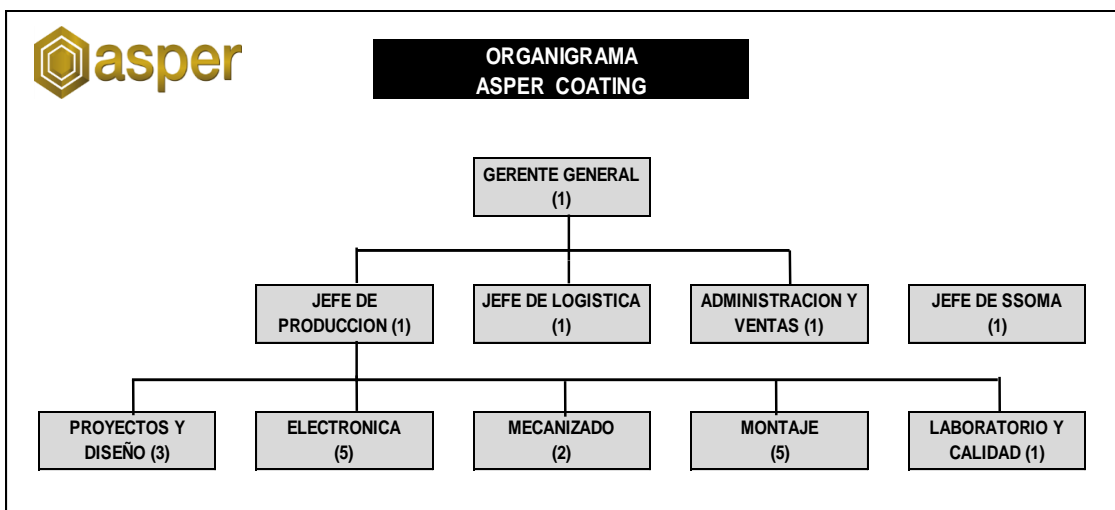 asper
ORGANIGRAMA
ASPER COATING
GERENTE GENERAL
(1)
JEFE DE
PRODUCCION (1)
JEFE DE LOGISTICA
(1)
ADMINISTRACION Y
VENTAS (1)
JEFE DE SSOMA
(1)
PROYECTOS Y
DISEÑO (3)
ELECTRONICA
(5)
MECANIZADO
(2)
MONTAJE
(5)
LABORATORIO Y
CALIDAD (1)